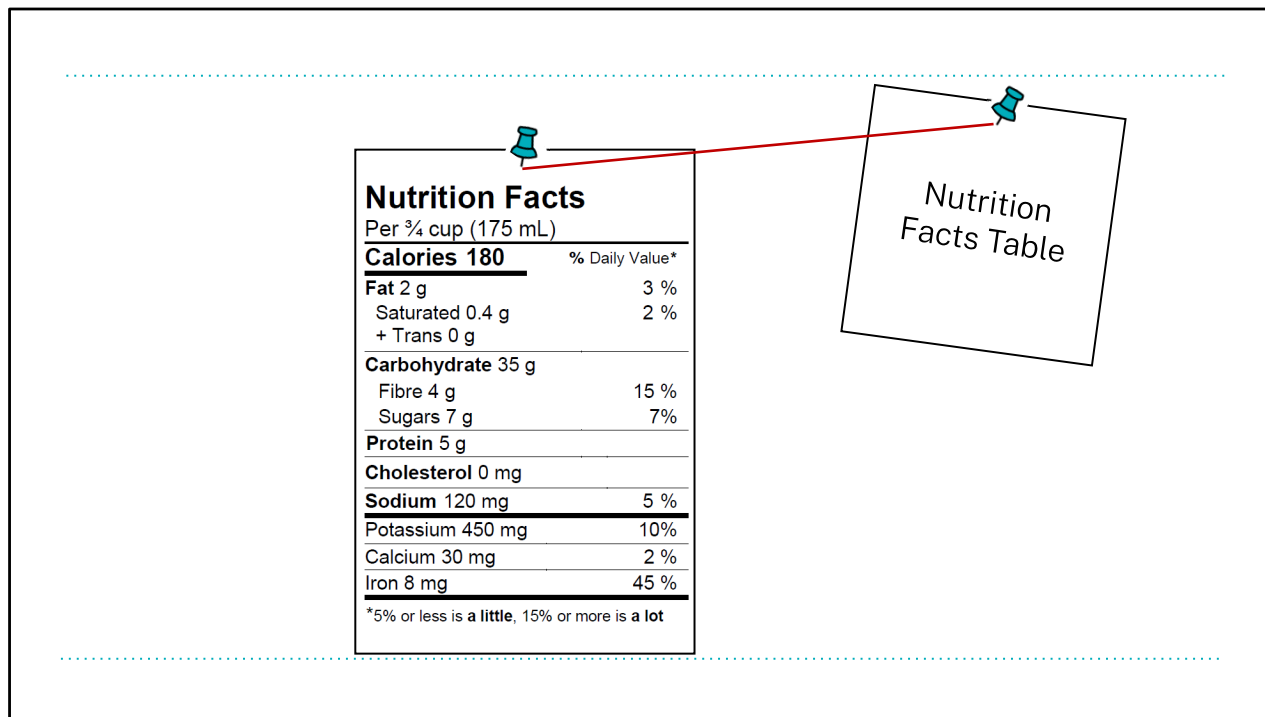 Nutrition Facts
Per ¾ cup (175 mL)
Calories 180 % Daily Value*
Fat 2 g 3 %
Saturated 0.4 g 2 %
+ Trans 0 g
Carbohydrate 35 g
Fibre 4 g 15 %
Sugars 7 g 7%
Protein 5 g
Cholesterol 0 mg
Sodium 120 mg 5 %
Potassium 450 mg 10%
Calcium 30 mg 2 %
Iron 8 mg 45 %
*5% or less is a little, 15% or more is a lot
Nutrition
Facts Table